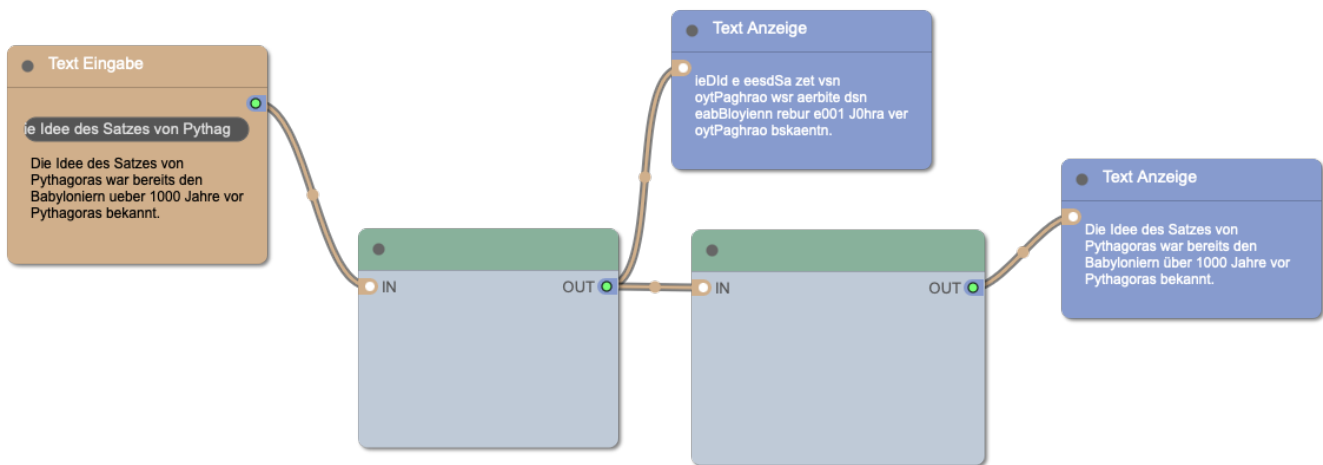 Text Eingabe
ie Idee des Satzes von Pythag
Die Idee des Satzes von
Pythagoras war bereits den
Babyloniern ueber 1000 Jahre vor
Pythagoras bekannt.
IN
OUT
Text Anzeige
ieDId e eesdSa zet vsn
oytPaghrao wsr aerbite dsn
eabBloyienn rebur e001 J0hra ver
oytPaghrao bskaentn.
IN
OUT
Text Anzeige
Die Idee des Satzes von
Pythagoras war bereits den
Babyloniern über 1000 Jahre vor
Pythagoras bekannt.